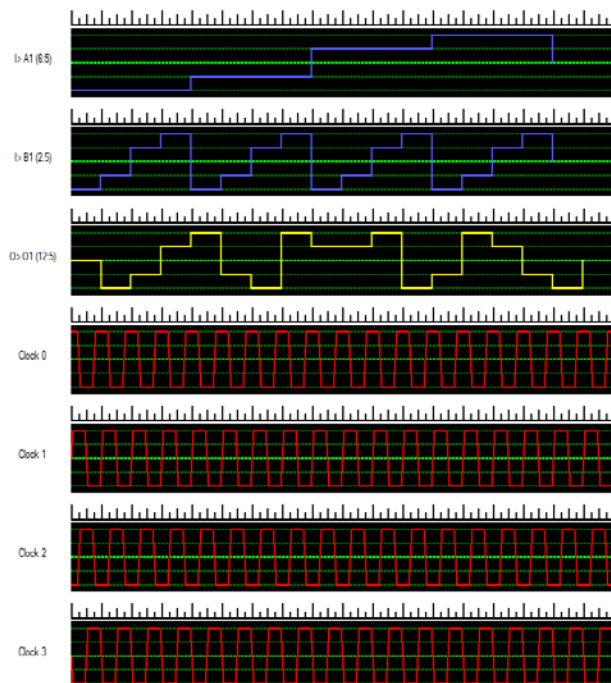 I> A1 (6:5)
I> B1 (2.5)
O> O1 (12:5)
Clock 0
Clock 1
Clock 2
Clock 3